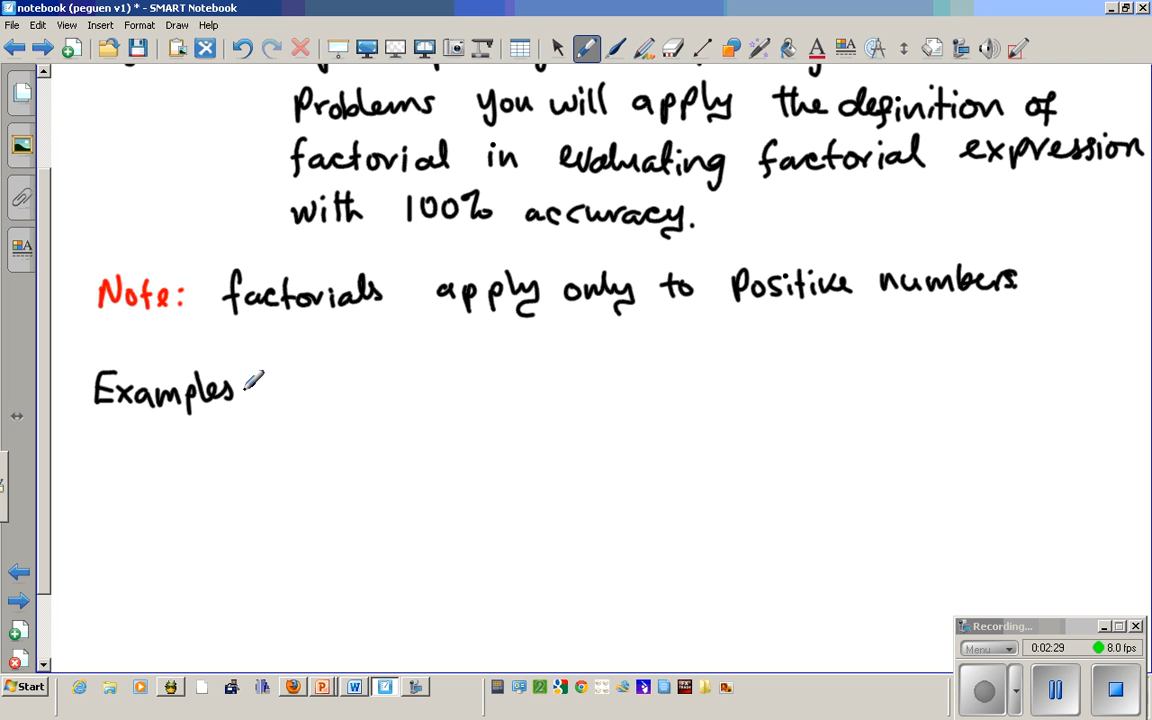 notebook (peguen v1) * - SMART Notebook
File Edit View Insert Format Tools Draw Help
Problems you will apply the definition of
factorial in evaluating factorial expression
with 100% accuracy.
Note: factorials apply only to Positive numbers
Examples
Recording...
Menu 0:02:29 8.0 fps
Start